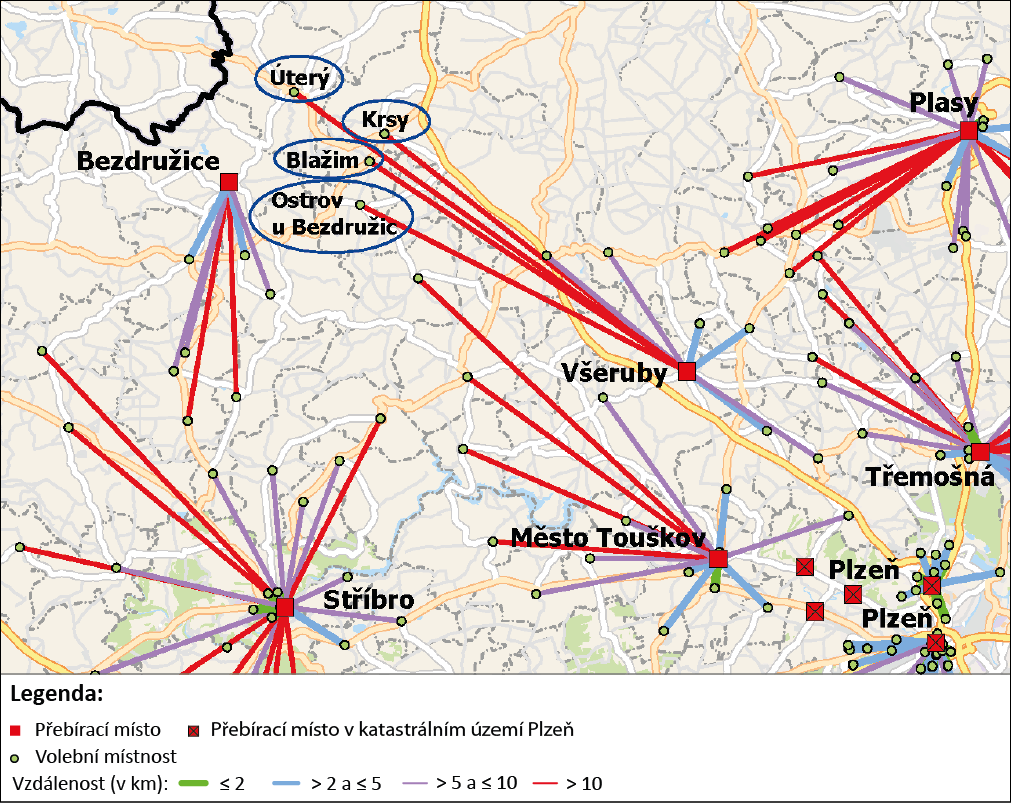 Úterý
Plasy
Krsy
Bezdružice
Blažim
Ostrov
u Bezdružic
Všeruby
Třemošná
Město Touškov
Plzeň
Stříbro
Plzeň
Legenda:
Přebírací místo
Přebírací místo v katastrálním území Plzeň
Volební místnost
Vzdálenost (v km): ≤ 2 > 2 a ≤ 5 > 5 a ≤ 10 > 10